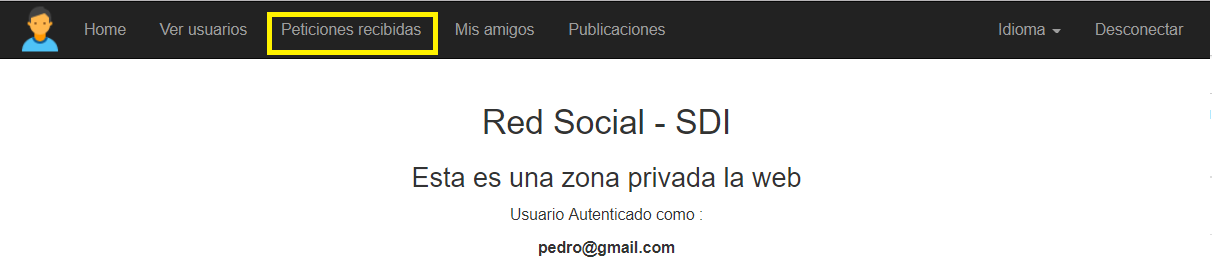 Home Ver usuarios Peticiones recibidas Mis amigos Publicaciones Idioma Desconectar
Red Social - SDI
Esta es una zona privada la web
Usuario Autenticado como :
pedro@gmail.com